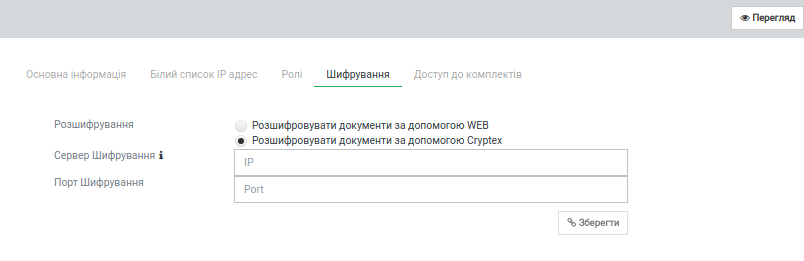 Перегляд
Основна інформація Білий список IP адрес Ролі Шифрування Доступ до комплектів
Розшифрування
Розшифровувати документи за допомогою WEB
Розшифровувати документи за допомогою Cryptex
Сервер Шифрування
IP
Порт Шифрування
Port
Зберегти